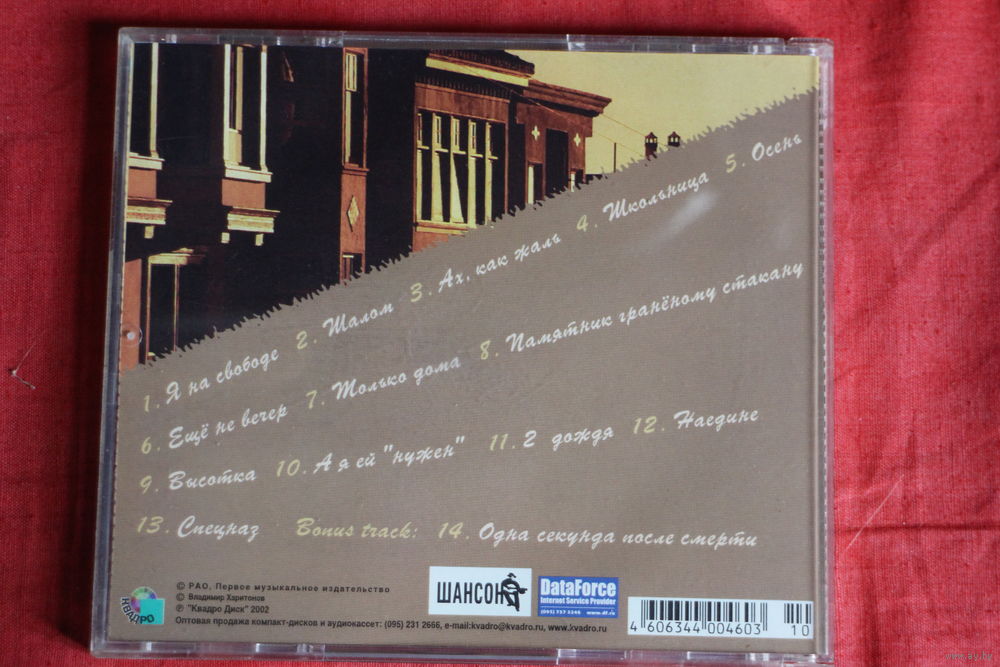 1. Я на свободе 2. Шалом 3. Ах, как жаль 4. Школьница 5. Осень
6. Ещё не вечер 7. Только дома 8. Памятник гранёному стакану
9. Высотка 10. А я ей "нужен" 11. 2 дождя 12. Наедине
13. Спецназ Bonus track: 14. Одна секунда после смерти
КВАДРО
© РАО, Первое музыкальное издательство
© Владимир Харитонов
℗ "Квадро Диск" 2002
Оптовая продажа компакт-дисков и аудиокассет: (095) 231 2666, e-mail:kvadro@kvadro.ru, www.kvadro.ru
ШАНСОН
DataForce
Internet Service Provider
www.df.ru
4 606344 004603
10